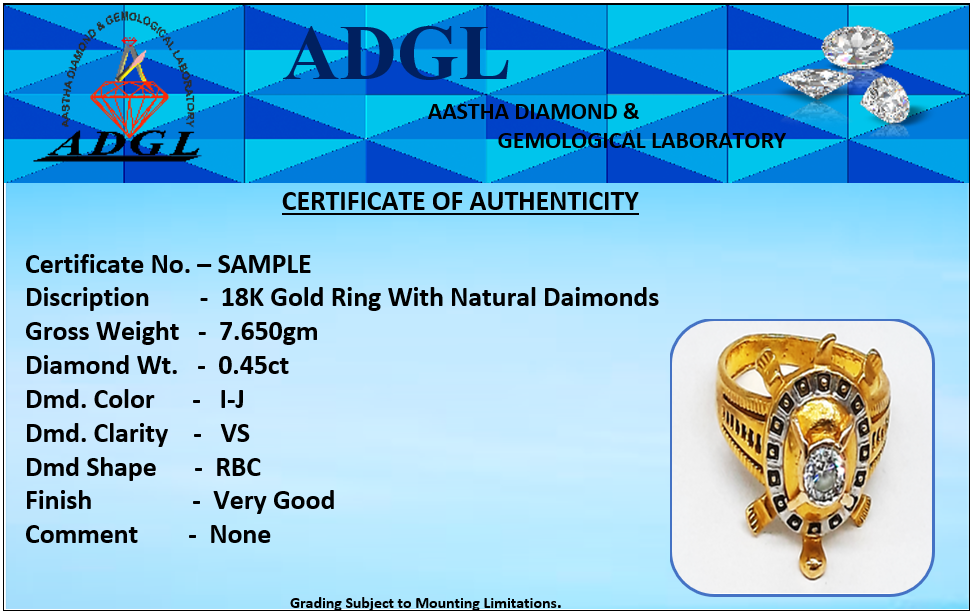 AASTHA DIAMOND & GEMOLOGICAL LABORATORY
ADGL
ADGL
AASTHA DIAMOND &
GEMOLOGICAL LABORATORY
CERTIFICATE OF AUTHENTICITY
Certificate No. – SAMPLE
Discription - 18K Gold Ring With Natural Daimonds
Gross Weight - 7.650gm
Diamond Wt. - 0.45ct
Dmd. Color - I-J
Dmd. Clarity - VS
Dmd Shape - RBC
Finish - Very Good
Comment - None
Grading Subject to Mounting Limitations.